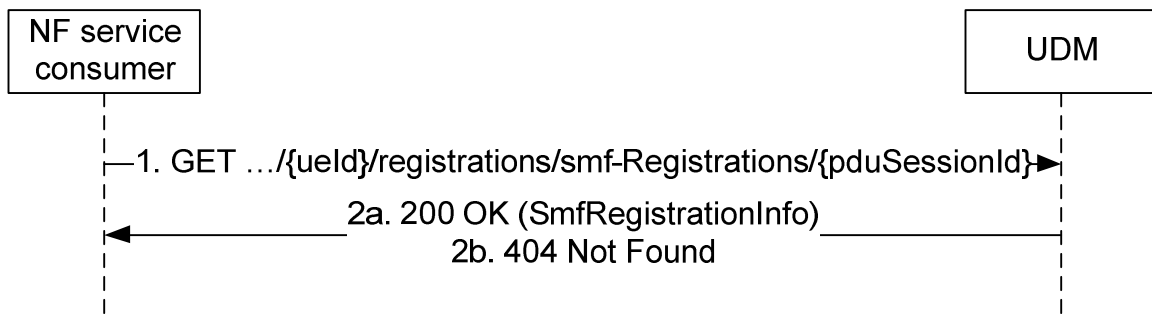 NF service
consumer
UDM
1. GET …/{ueId}/registrations/smf-Registrations/{pduSessionId}
2a. 200 OK (SmfRegistrationInfo)
2b. 404 Not Found